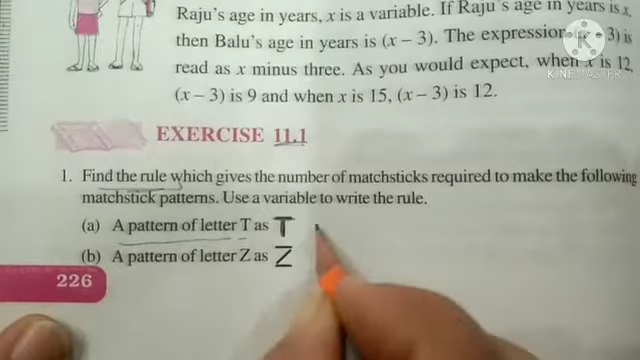 Raju's age in years, x is a variable. If Raju's age in years is x,
then Balu's age in years is (x – 3). The expression (x – 3) is
read as x minus three. As you would expect, when x is 12,
(x – 3) is 9 and when x is 15, (x – 3) is 12.
EXERCISE 11.1
1. Find the rule which gives the number of matchsticks required to make the following
matchstick patterns. Use a variable to write the rule.
(a) A pattern of letter T as T
(b) A pattern of letter Z as Z
226
KINEMASTER